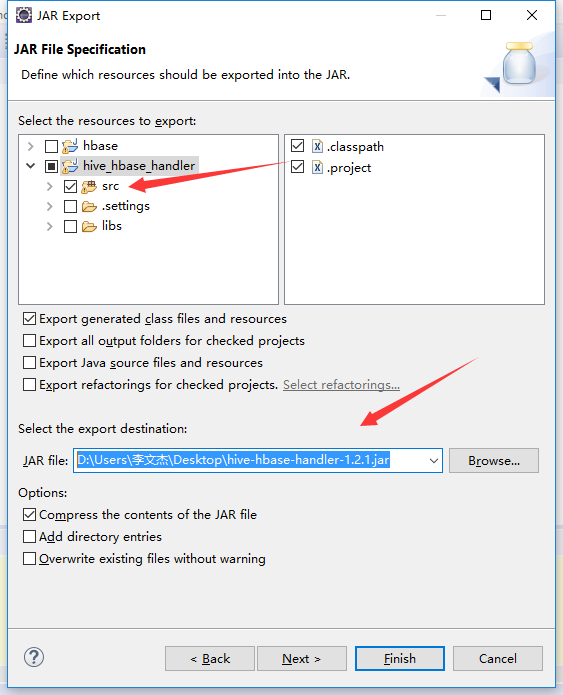 JAR Export
JAR File Specification
Define which resources should be exported into the JAR.
Select the resources to export:
hbase
hive_hbase_handler
src
.settings
libs
.classpath
.project
Export generated class files and resources
Export all output folders for checked projects
Export Java source files and resources
Export refactorings for checked projects. Select refactorings...
Select the export destination:
JAR file: D:\Users\李文杰\Desktop\hive-hbase-handler-1.2.1.jar Browse...
Options:
Compress the contents of the JAR file
Add directory entries
Overwrite existing files without warning
? < Back Next > Finish Cancel